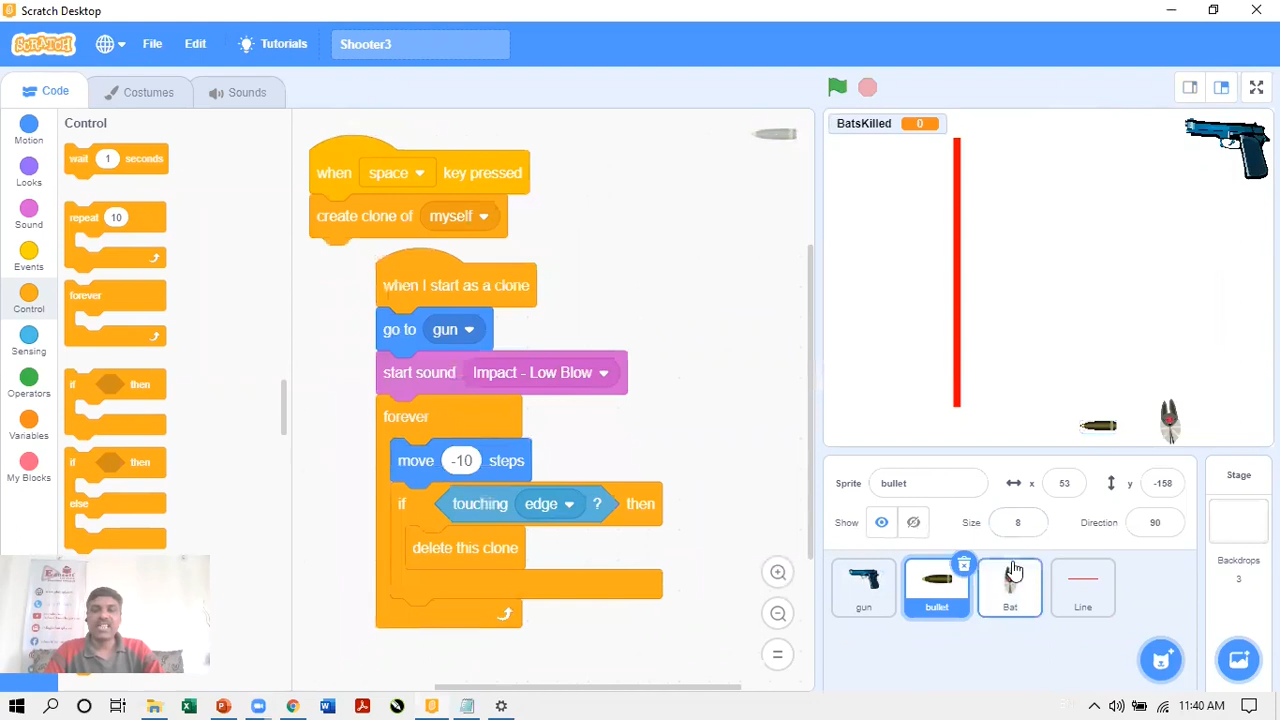 Scratch Desktop
SCRATCH
File
Edit
Tutorials
Shooter3
Code
Costumes
Sounds
Motion
Looks
Sound
Events
Control
Sensing
Operators
Variables
My Blocks
Control
wait 1 seconds
repeat 10
forever
if then
if then
else
when space key pressed
create clone of myself
when I start as a clone
go to gun
start sound Impact - Low Blow
forever
move -10 steps
if touching edge ? then
delete this clone
BatsKilled 0
Sprite bullet x 53 y -158
Show Size 8 Direction 90
gun
bullet
Bat
Line
Stage
Backdrops
3
11:40 AM